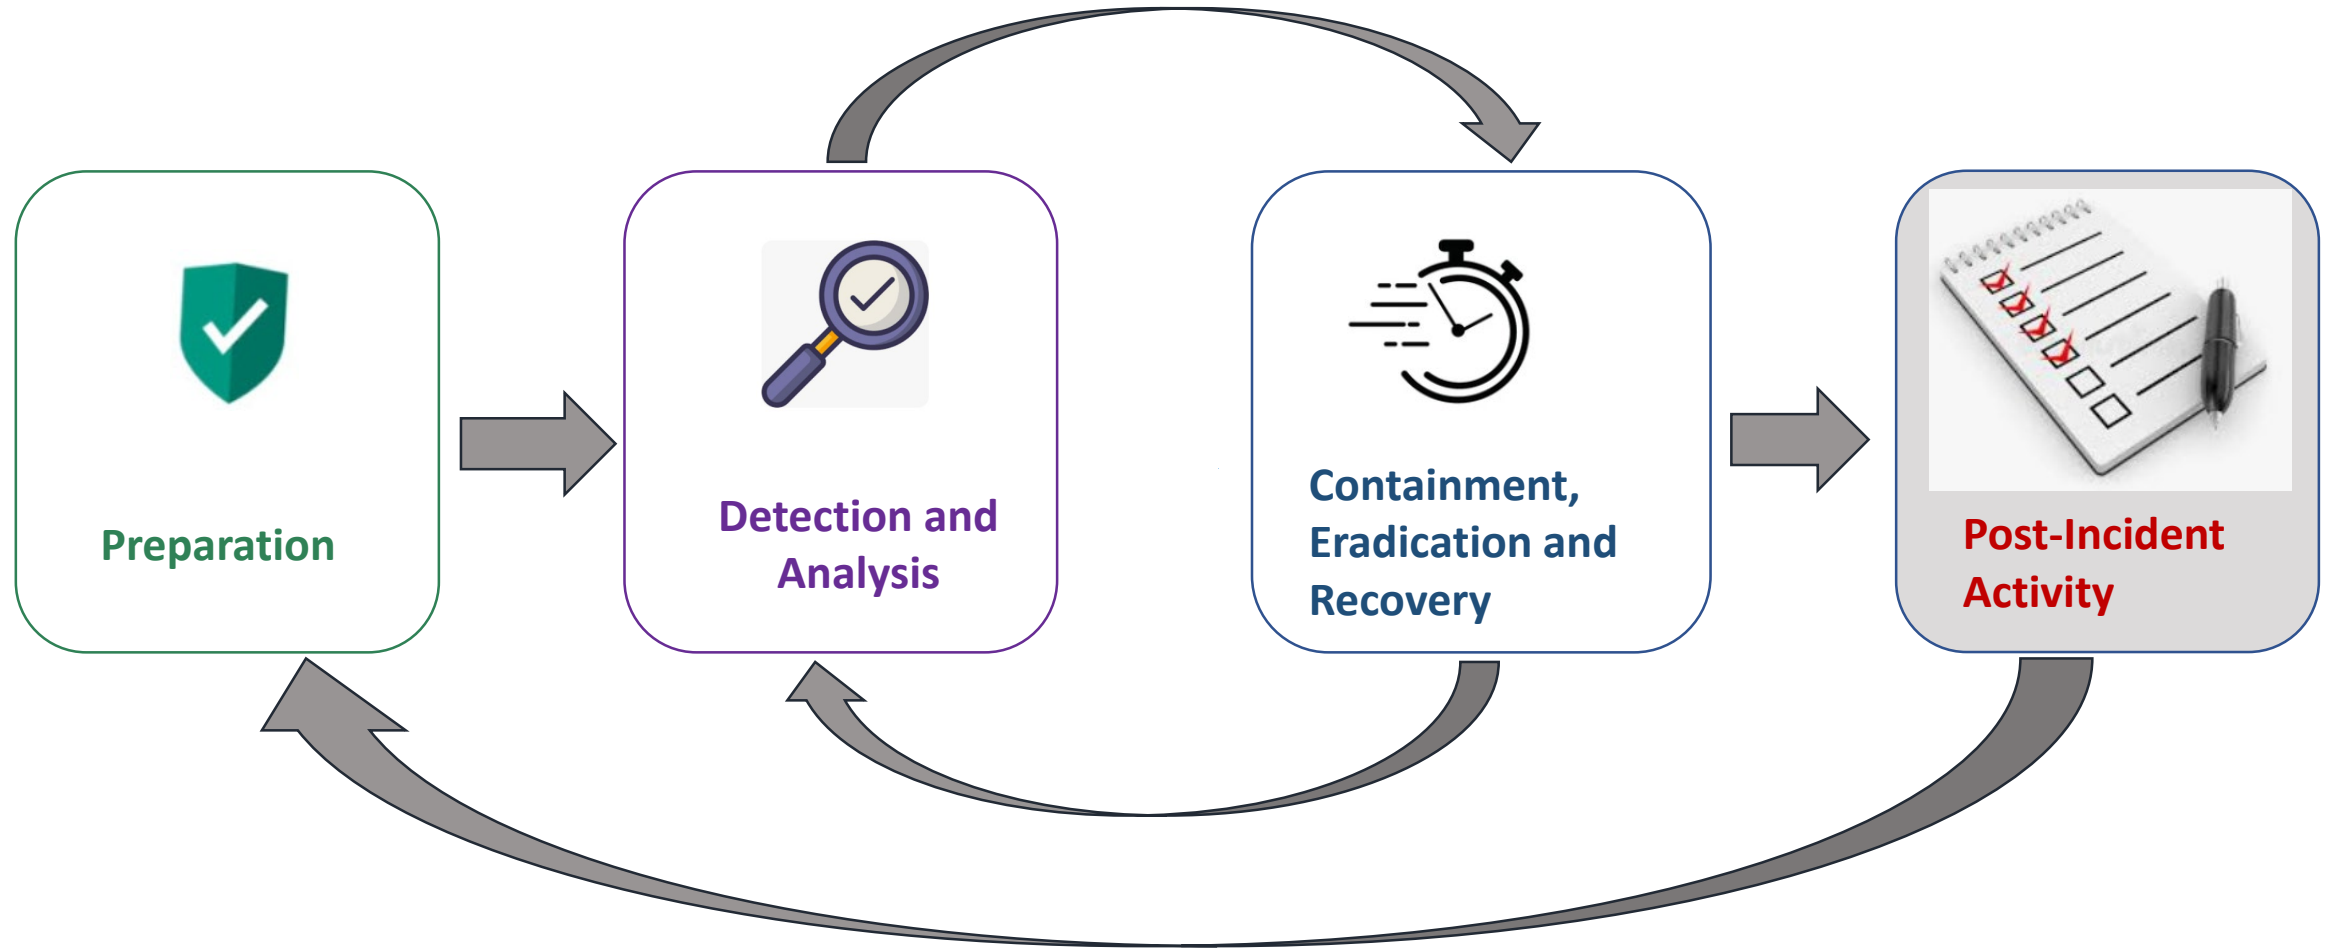 Preparation
Detection and
Analysis
Containment,
Eradication and
Recovery
Post-Incident
Activity